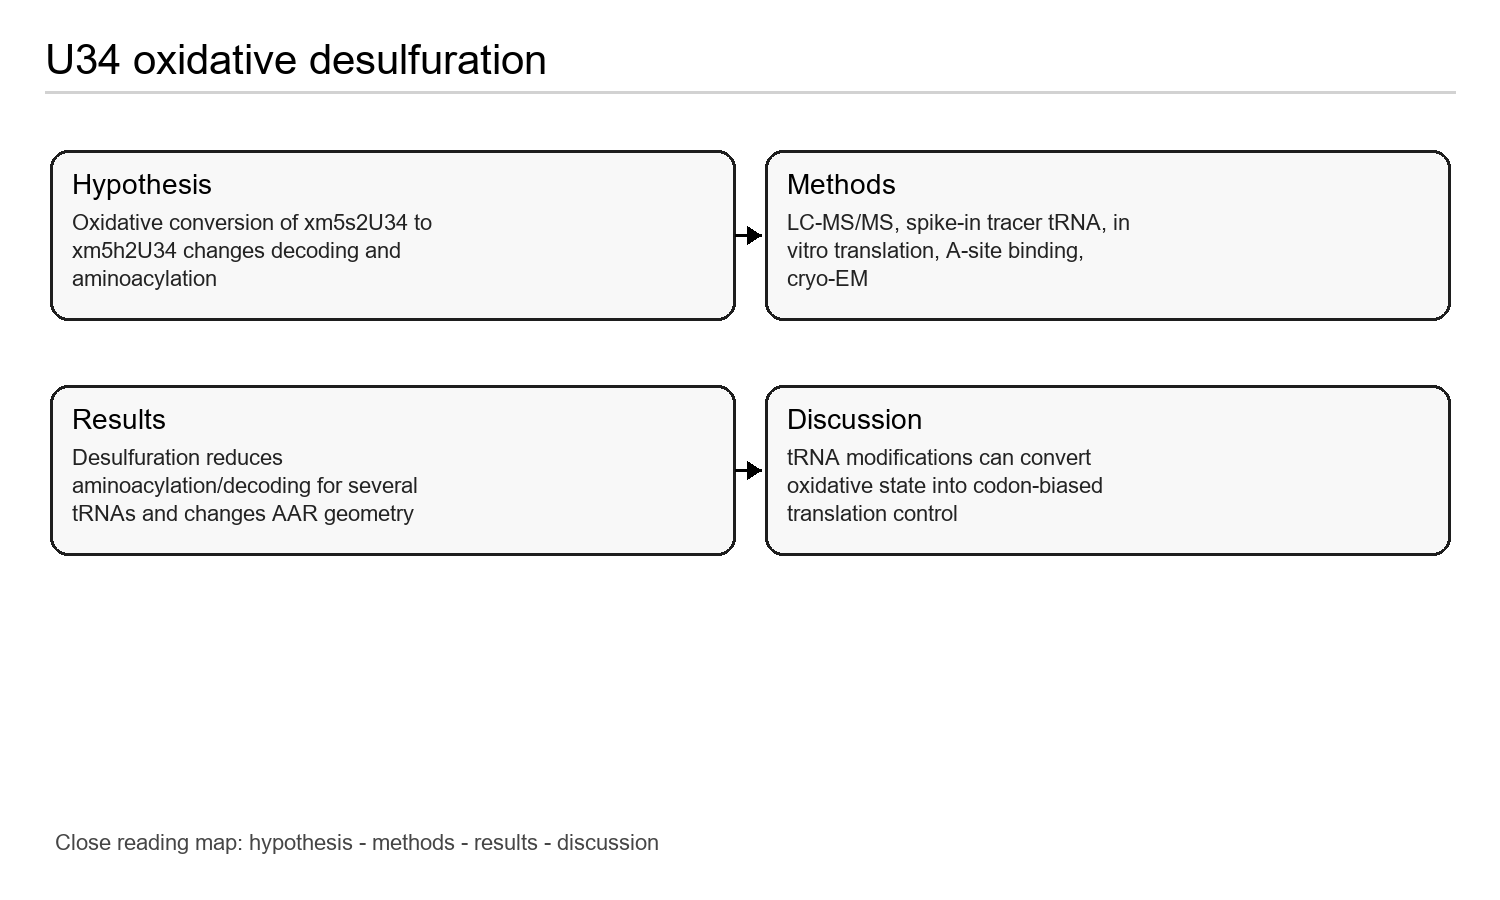 U34 oxidative desulfuration
Hypothesis
Oxidative conversion of xm5s2U34 to
xm5h2U34 changes decoding and
aminoacylation
Methods
LC-MS/MS, spike-in tracer tRNA, in
vitro translation, A-site binding,
cryo-EM
Results
Desulfuration reduces
aminoacylation/decoding for several
tRNAs and changes AAR geometry
Discussion
tRNA modifications can convert
oxidative state into codon-biased
translation control
Close reading map: hypothesis - methods - results - discussion